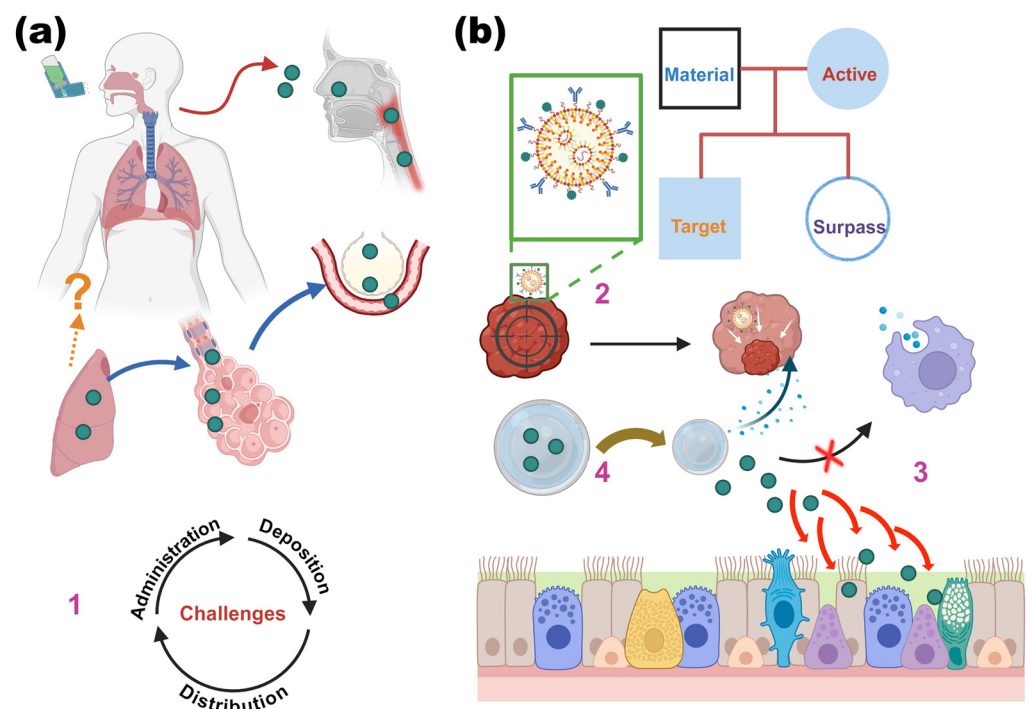 (a)
?
1
Administration
Deposition
Challenges
Distribution
(b)
Material
Active
Target
Surpass
2
3
4